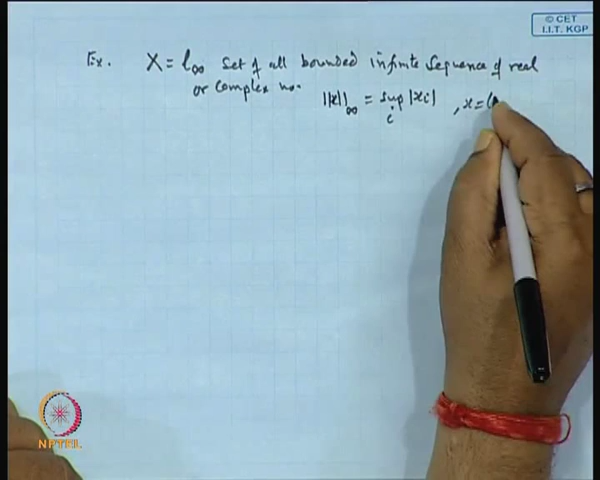 © CET
I.I.T. KGP
Ex. X = l∞ Set of all bounded infinite Sequence of real
or complex no.
||x||∞ = sup |xi| , x = (
i
NPTEL